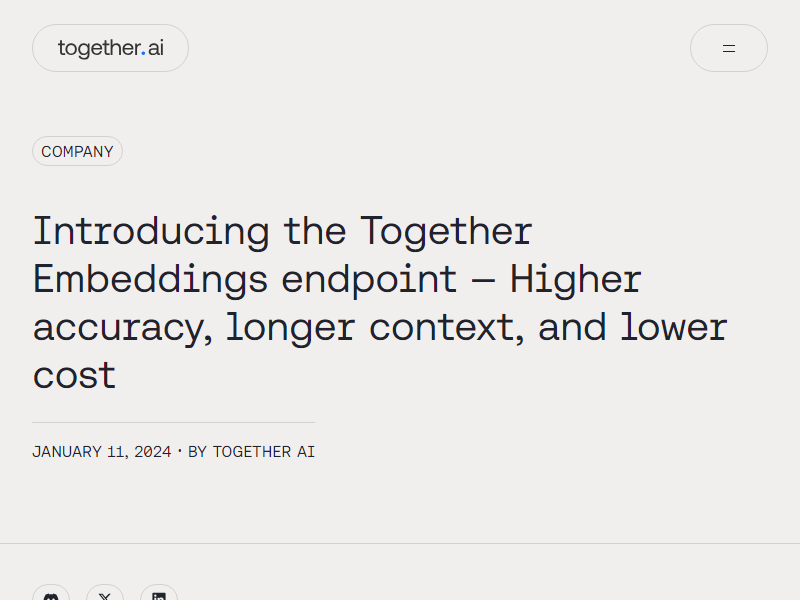 together.ai
COMPANY
Introducing the Together
Embeddings endpoint — Higher
accuracy, longer context, and lower
cost
JANUARY 11, 2024 · BY TOGETHER AI